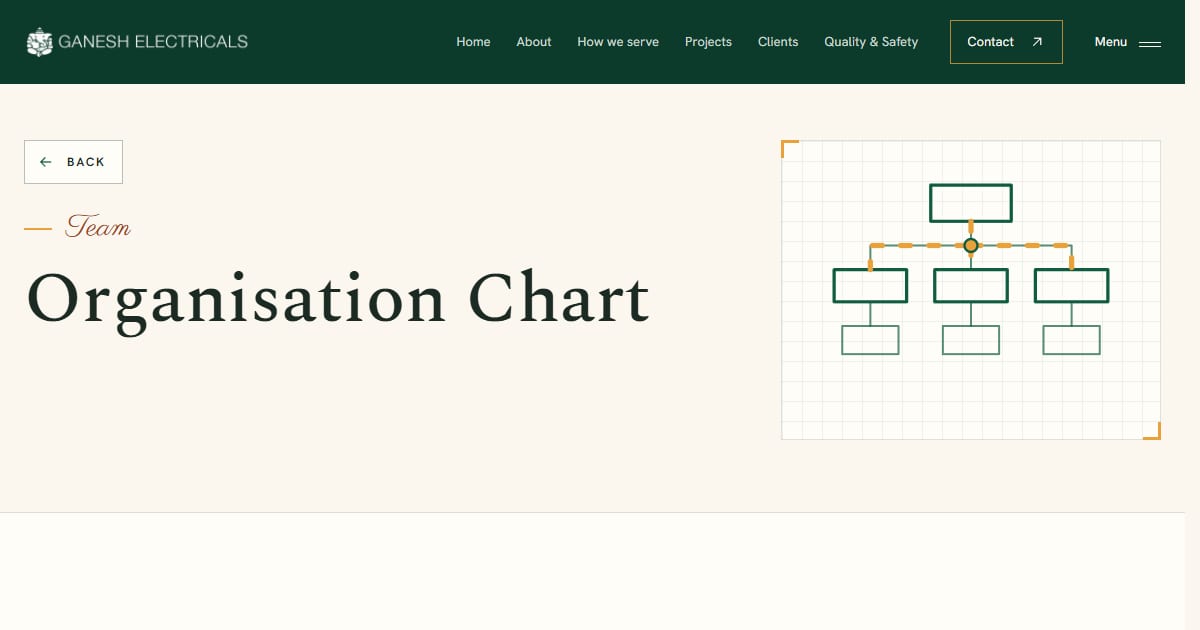 GANESH ELECTRICALS
Home About How we serve Projects Clients Quality & Safety Contact Menu
BACK
Team
Organisation Chart